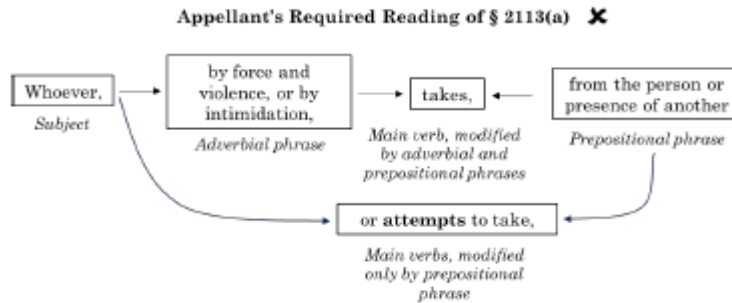 Appellant's Required Reading of § 2113(a) ✘
Whoever,
Subject
by force and
violence, or by
intimidation,
Adverbial phrase
takes,
Main verb, modified
by adverbial and
prepositional phrases
from the person or
presence of another
Prepositional phrase
or attempts to take,
Main verbs, modified
only by prepositional
phrase